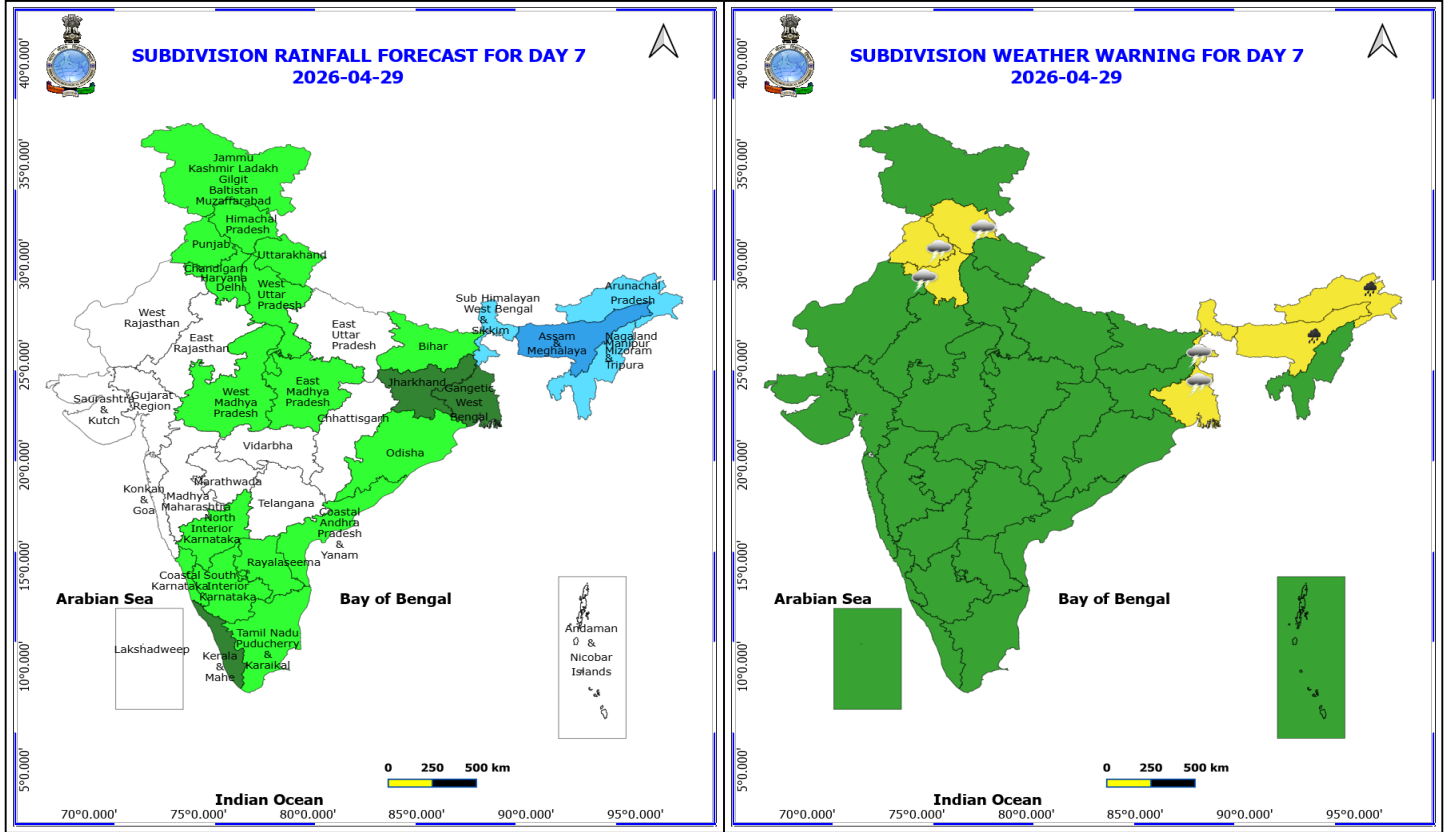 SUBDIVISION RAINFALL FORECAST FOR DAY 7
2026-04-29
40°0.000'
35°0.000'
30°0.000'
25°0.000'
20°0.000'
15°0.000'
10°0.000'
5°0.000'
Jammu
Kashmir Ladakh
Gilgit
Baltistan
Muzaffarabad
Himachal
Pradesh
Punjab
Uttarakhand
Chandigarh
Haryana
Delhi
West
Uttar
Pradesh
West
Rajasthan
East
Rajasthan
East
Uttar
Pradesh
Bihar
Sub Himalayan
West Bengal
&
Sikkim
Arunachal
Pradesh
Assam
&
Meghalaya
Nagaland
Manipur
Mizoram
&
Tripura
Saurashtra
&
Kutch
Gujarat
Region
West
Madhya
Pradesh
East
Madhya
Pradesh
Jharkhand
Gangetic
West
Bengal
Chhattisgarh
Vidarbha
Odisha
Konkan
&
Goa
Madhya
Maharashtra
Marathwada
Telangana
North
Interior
Karnataka
Coastal
Andhra
Pradesh
&
Yanam
Rayalaseema
Coastal
Karnataka
South
Interior
Karnataka
Arabian Sea
Bay of Bengal
Lakshadweep
Kerala
&
Mahe
Tamil Nadu
Puducherry
&
Karaikal
Andaman
&
Nicobar
Islands
0 250 500 km
Indian Ocean
70°0.000' 75°0.000' 80°0.000' 85°0.000' 90°0.000' 95°0.000'
SUBDIVISION WEATHER WARNING FOR DAY 7
2026-04-29
40°0.000'
35°0.000'
30°0.000'
25°0.000'
20°0.000'
15°0.000'
10°0.000'
5°0.000'
Arabian Sea
Bay of Bengal
0 250 500 km
Indian Ocean
70°0.000' 75°0.000' 80°0.000' 85°0.000' 90°0.000' 95°0.000'